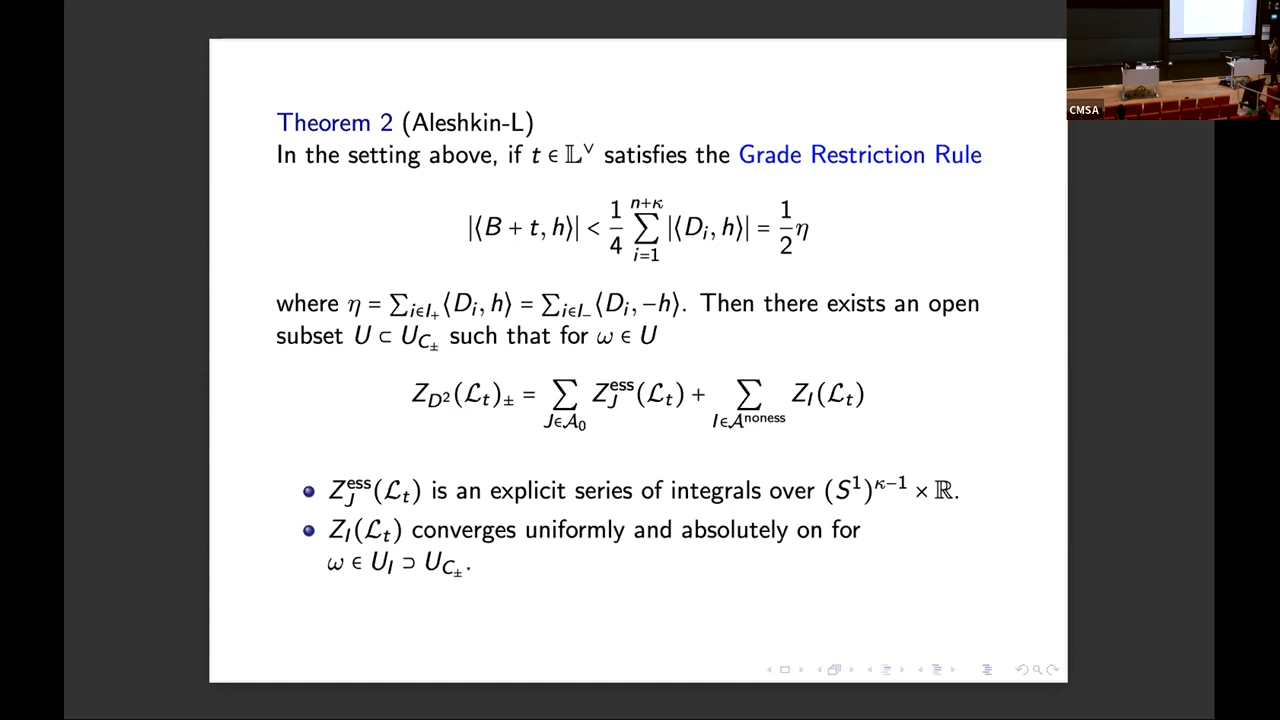 Theorem 2 (Aleshkin-L)
In the setting above, if t ∈ 𝕃^∨ satisfies the Grade Restriction Rule
|⟨B + t, h⟩| < 1/4 ∑_{i=1}^{n+κ} |⟨D_i, h⟩| = 1/2 η
where η = ∑_{i∈I_+} ⟨D_i, h⟩ = ∑_{i∈I_−} ⟨D_i, −h⟩. Then there exists an open
subset U ⊂ U_{C_±} such that for ω ∈ U
Z_{D²}(ℒ_t)_± = ∑_{J∈𝒜_0} Z_J^{ess}(ℒ_t) + ∑_{I∈𝒜^{noness}} Z_I(ℒ_t)
• Z_J^{ess}(ℒ_t) is an explicit series of integrals over (S¹)^{κ−1} × ℝ.
• Z_I(ℒ_t) converges uniformly and absolutely on for
ω ∈ U_I ⊃ U_{C_±}.
CMSA